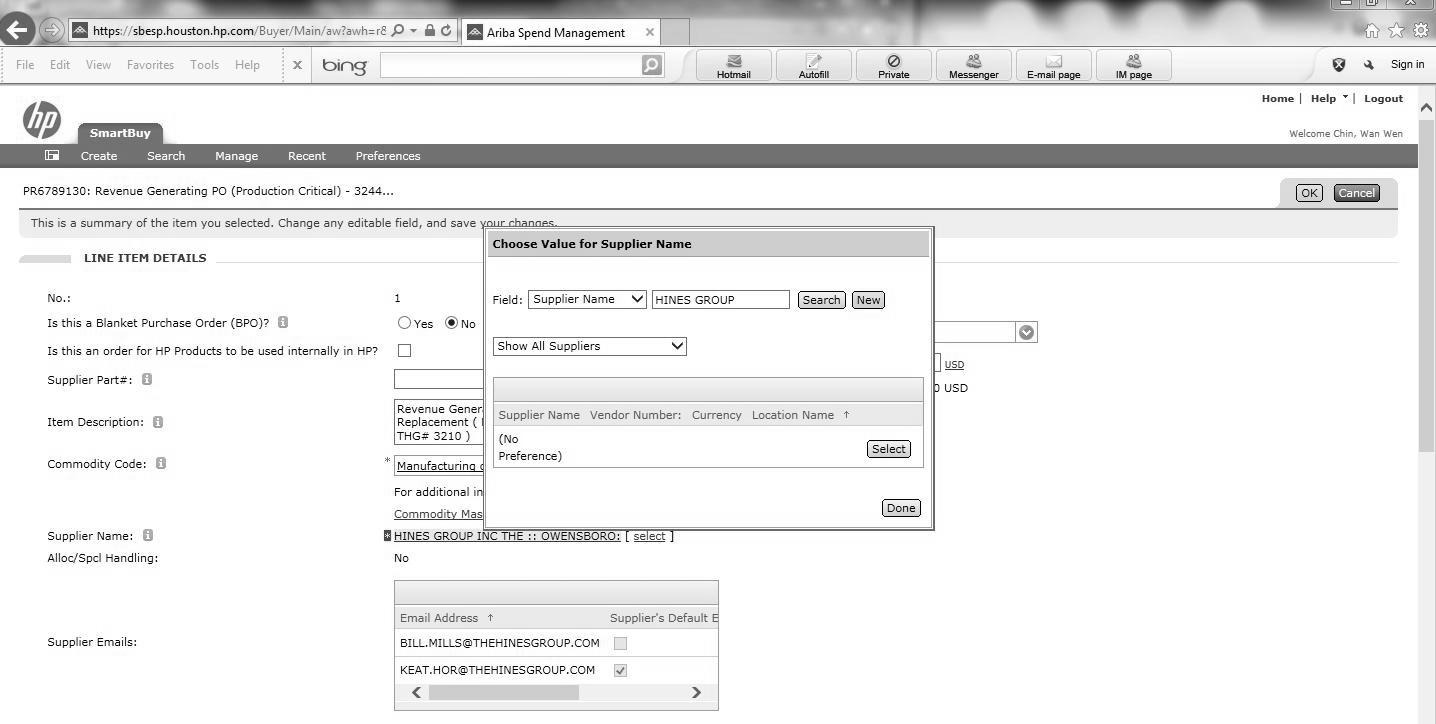 https://sbesp.houston.hp.com/Buyer/Main/aw?awh=r&
Ariba Spend Management
File Edit View Favorites Tools Help
bing
Hotmail
Autofill
Private
Messenger
E-mail page
IM page
Sign in
Home | Help | Logout
hp
SmartBuy
Welcome Chin, Wan Wen
Create Search Manage Recent Preferences
PR6789130: Revenue Generating PO (Production Critical) - 3244...
OK Cancel
This is a summary of the item you selected. Change any editable field, and save your changes.
LINE ITEM DETAILS
No.: 1
Is this a Blanket Purchase Order (BPO)? Yes No
Is this an order for HP Products to be used internally in HP?
Supplier Part#:
USD
0 USD
Item Description:
Revenue Genera
Replacement (
THG# 3210 )
Commodity Code: * Manufacturing
For additional in
Commodity Mas
Supplier Name: * HINES GROUP INC THE :: OWENSBORO: [ select ]
Alloc/Spcl Handling: No
Email Address ↑ Supplier's Default E
Supplier Emails:
BILL.MILLS@THEHINESGROUP.COM
KEAT.HOR@THEHINESGROUP.COM
Choose Value for Supplier Name
Field: Supplier Name HINES GROUP Search New
Show All Suppliers
Supplier Name Vendor Number: Currency Location Name ↑
(No
Preference)
Select
Done